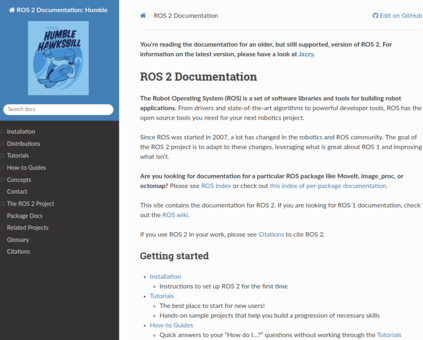 ROS 2 Documentation: Humble
HUMBLE
HAWKSBILL
Search docs
Installation
Distributions
Tutorials
How-to Guides
Concepts
Contact
The ROS 2 Project
Package Docs
Related Projects
Glossary
Citations
/ ROS 2 Documentation
Edit on GitHub
You're reading the documentation for an older, but still supported, version of ROS 2. For
information on the latest version, please have a look at Jazzy.
ROS 2 Documentation
The Robot Operating System (ROS) is a set of software libraries and tools for building robot
applications. From drivers and state-of-the-art algorithms to powerful developer tools, ROS has the
open source tools you need for your next robotics project.
Since ROS was started in 2007, a lot has changed in the robotics and ROS community. The goal of
the ROS 2 project is to adapt to these changes, leveraging what is great about ROS 1 and improving
what isn't.
Are you looking for documentation for a particular ROS package like MoveIt, image_proc, or
octomap? Please see ROS Index or check out this index of per-package documentation.
This site contains the documentation for ROS 2. If you are looking for ROS 1 documentation, check
out the ROS wiki.
If you use ROS 2 in your work, please see Citations to cite ROS 2.
Getting started
Installation
Instructions to set up ROS 2 for the first time
Tutorials
The best place to start for new users!
Hands-on sample projects that help you build a progression of necessary skills
How-to Guides
Quick answers to your "How do I...?" questions without working through the Tutorials